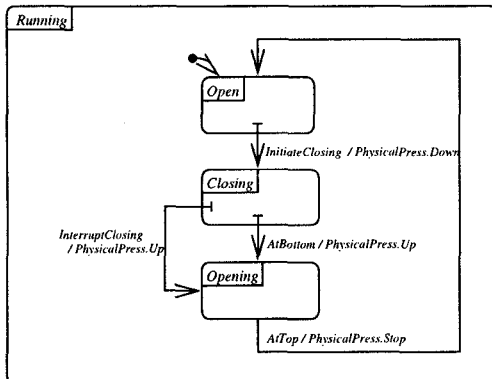 Running
Open
InitiateClosing / PhysicalPress.Down
Closing
InterruptClosing
/ PhysicalPress.Up
AtBottom / PhysicalPress.Up
Opening
AtTop / PhysicalPress.Stop